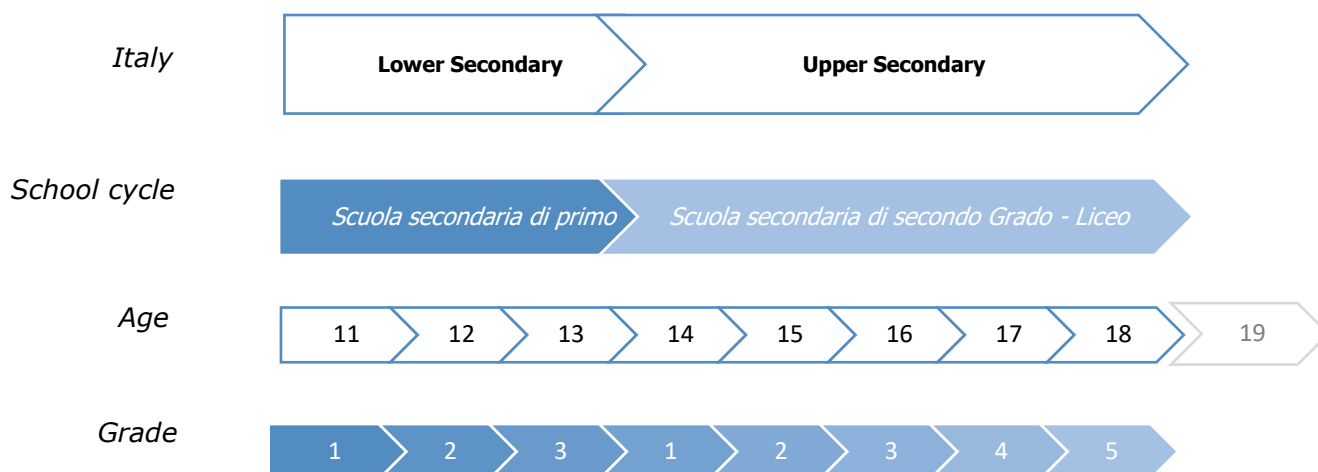 Italy
Lower Secondary
Upper Secondary
School cycle
Scuola secondaria di primo
Scuola secondaria di secondo Grado - Liceo
Age
11 12 13 14 15 16 17 18 19
Grade
1 2 3 1 2 3 4 5